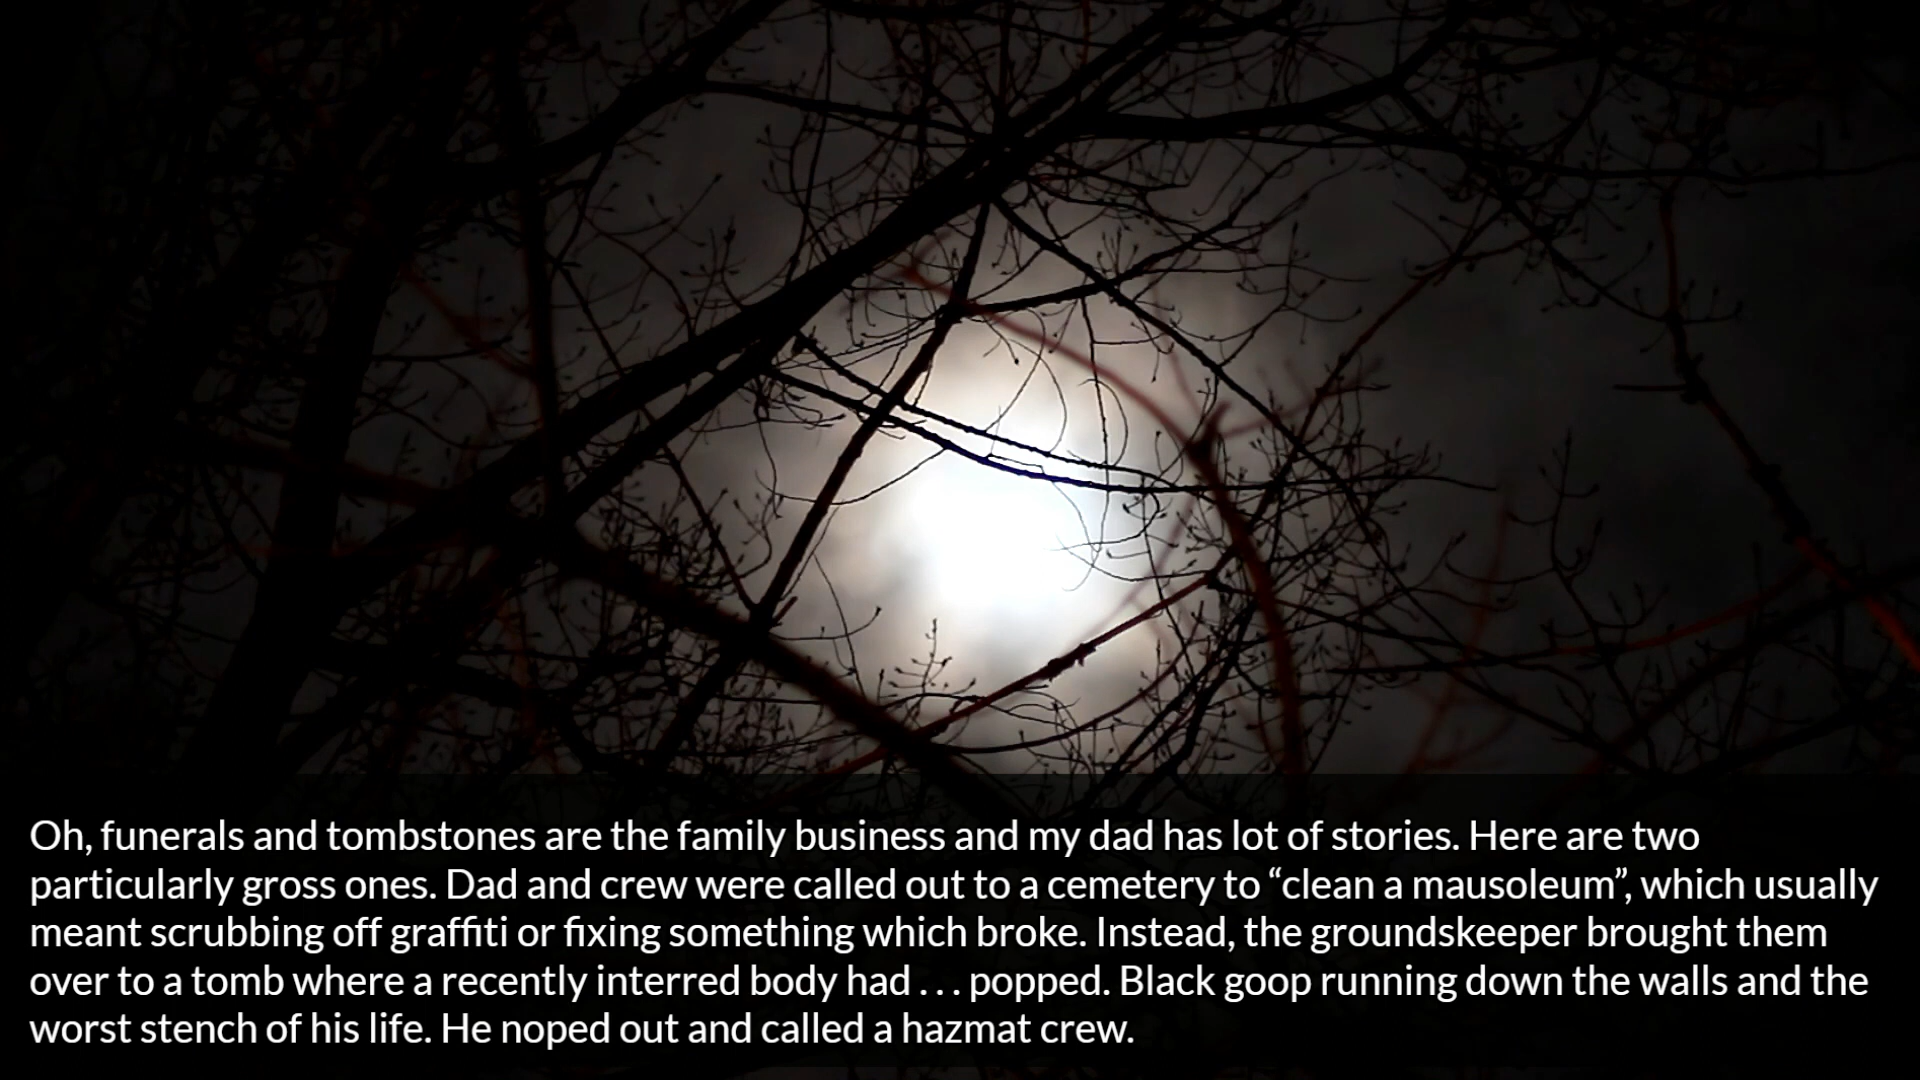 Oh, funerals and tombstones are the family business and my dad has lot of stories. Here are two
particularly gross ones. Dad and crew were called out to a cemetery to “clean a mausoleum”, which usually
meant scrubbing off graffiti or fixing something which broke. Instead, the groundskeeper brought them
over to a tomb where a recently interred body had . . . popped. Black goop running down the walls and the
worst stench of his life. He noped out and called a hazmat crew.